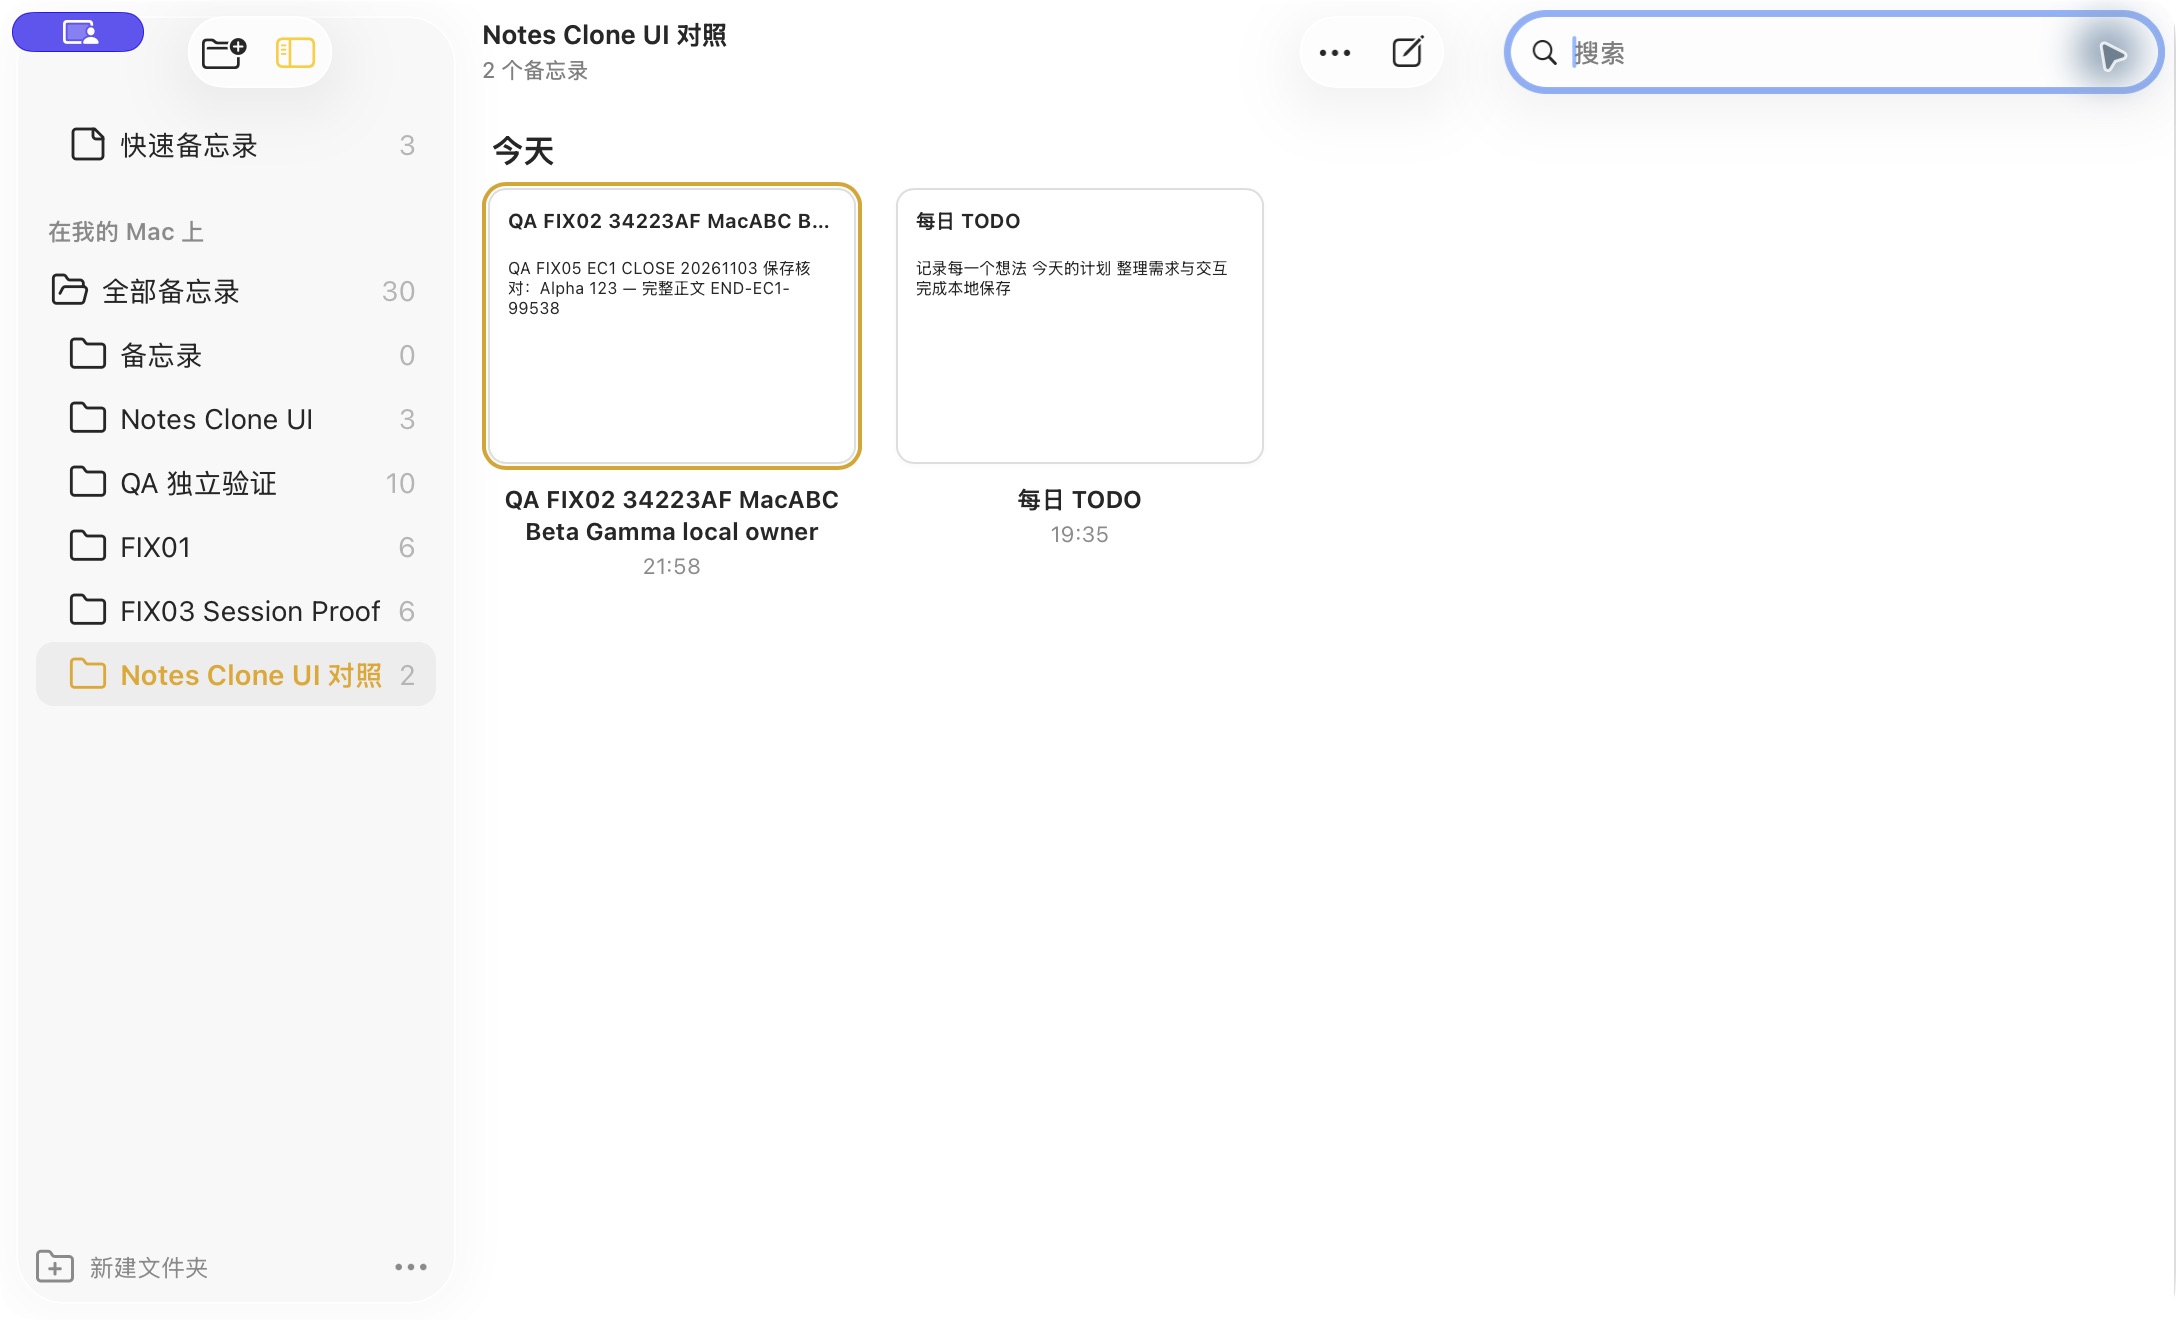 快速备忘录 3
在我的 Mac 上
全部备忘录 30
备忘录 0
Notes Clone UI 3
QA 独立验证 10
FIX01 6
FIX03 Session Proof 6
Notes Clone UI 对照 2
新建文件夹
Notes Clone UI 对照
2 个备忘录
搜索
今天
QA FIX02 34223AF MacABC B...
QA FIX05 EC1 CLOSE 20261103 保存核
对：Alpha 123 — 完整正文 END-EC1-
99538
QA FIX02 34223AF MacABC
Beta Gamma local owner
21:58
每日 TODO
记录每一个想法 今天的计划 整理需求与交互
完成本地保存
每日 TODO
19:35